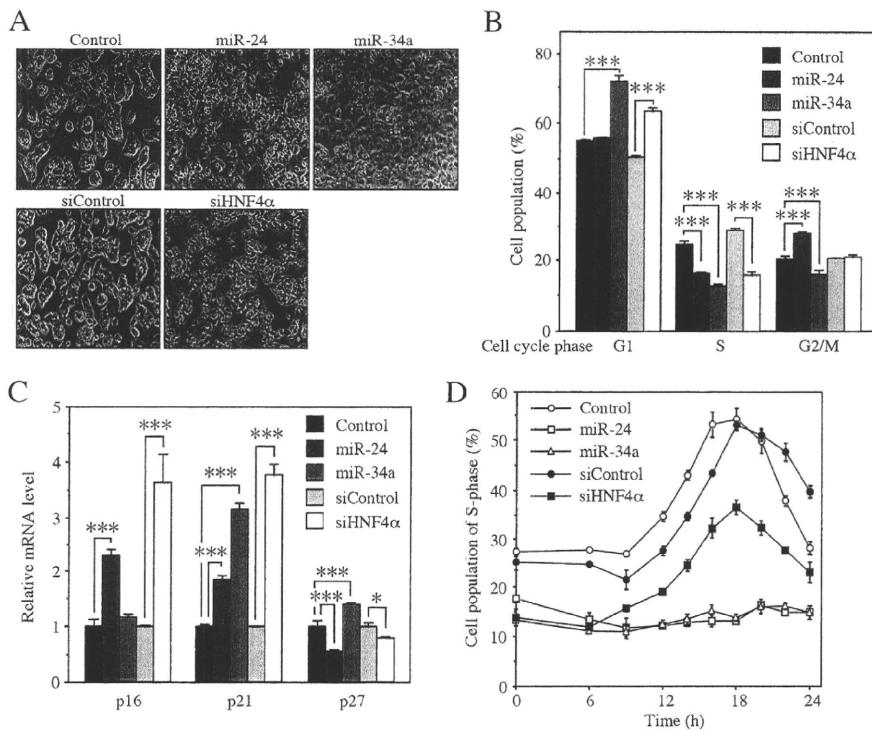 A
Control miR-24 miR-34a
siControl siHNF4α
B
Cell population (%)
80
60
40
20
0
Control
miR-24
miR-34a
siControl
siHNF4α
*** ***
*** *** ***
*** ***
Cell cycle phase G1 S G2/M
C
Relative mRNA level
5
4
3
2
1
0
Control
miR-24
miR-34a
siControl
siHNF4α
*** *** *** *** ***
*** *** *
p16 p21 p27
D
Cell population of S-phase (%)
60
50
40
30
20
10
0
Control
miR-24
miR-34a
siControl
siHNF4α
0 6 12 18 24
Time (h)